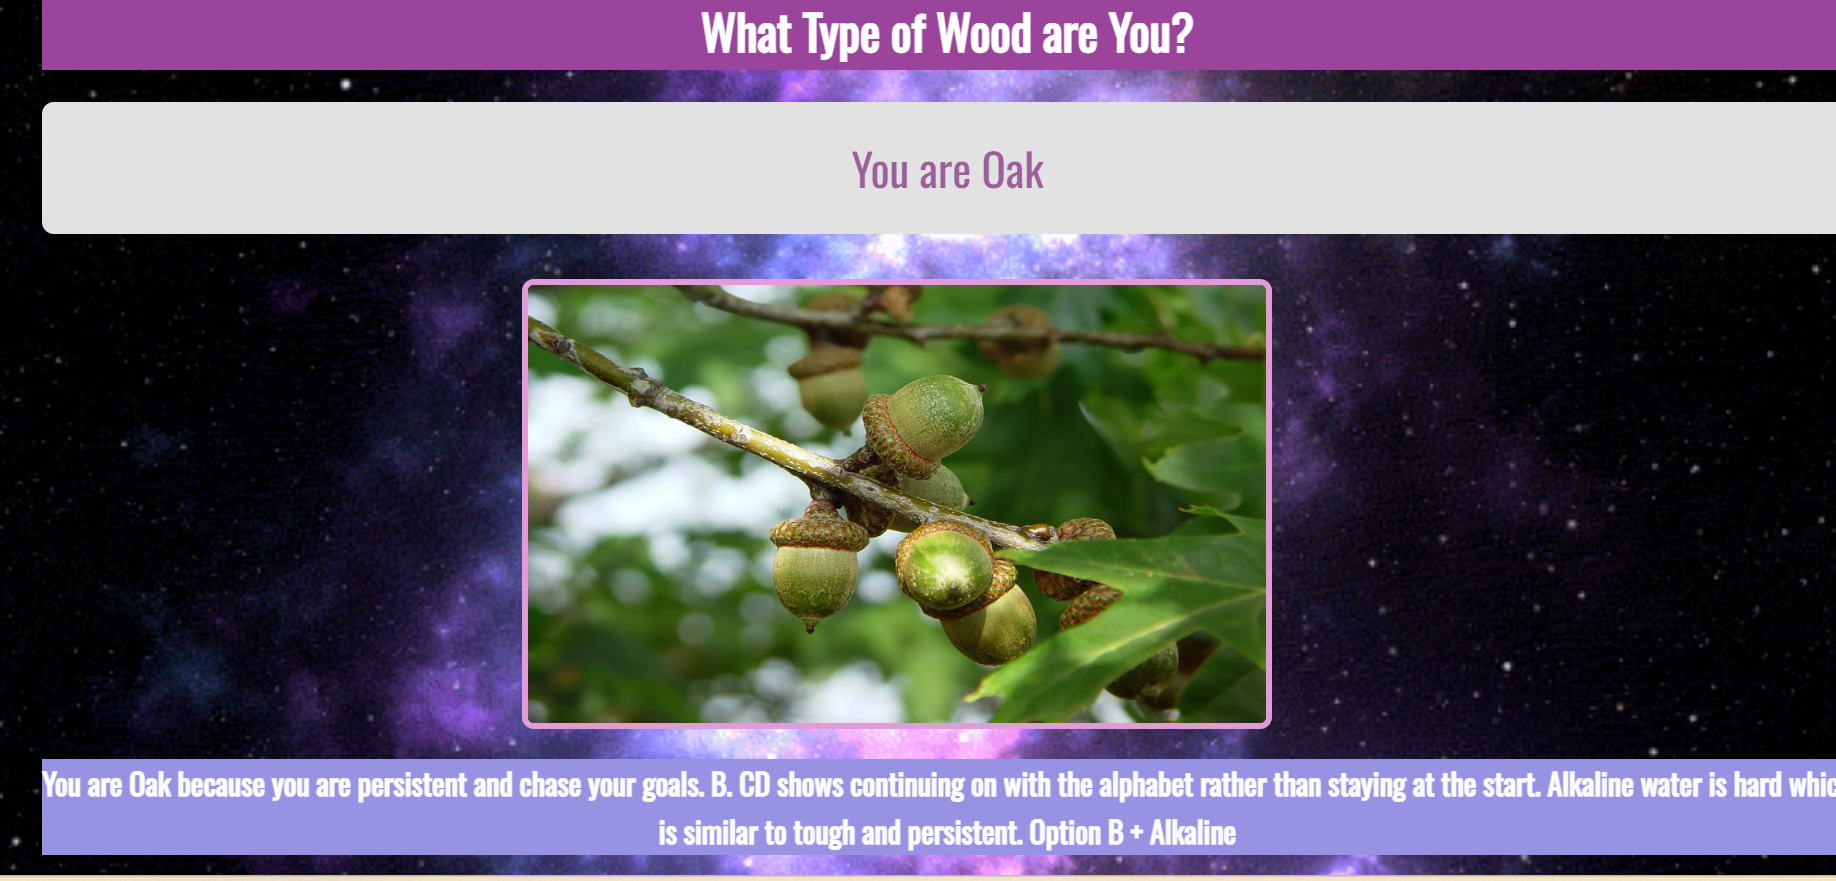 What Type of Wood are You?
You are Oak
You are Oak because you are persistent and chase your goals. B. CD shows continuing on with the alphabet rather than staying at the start. Alkaline water is hard whic
is similar to tough and persistent. Option B + Alkaline